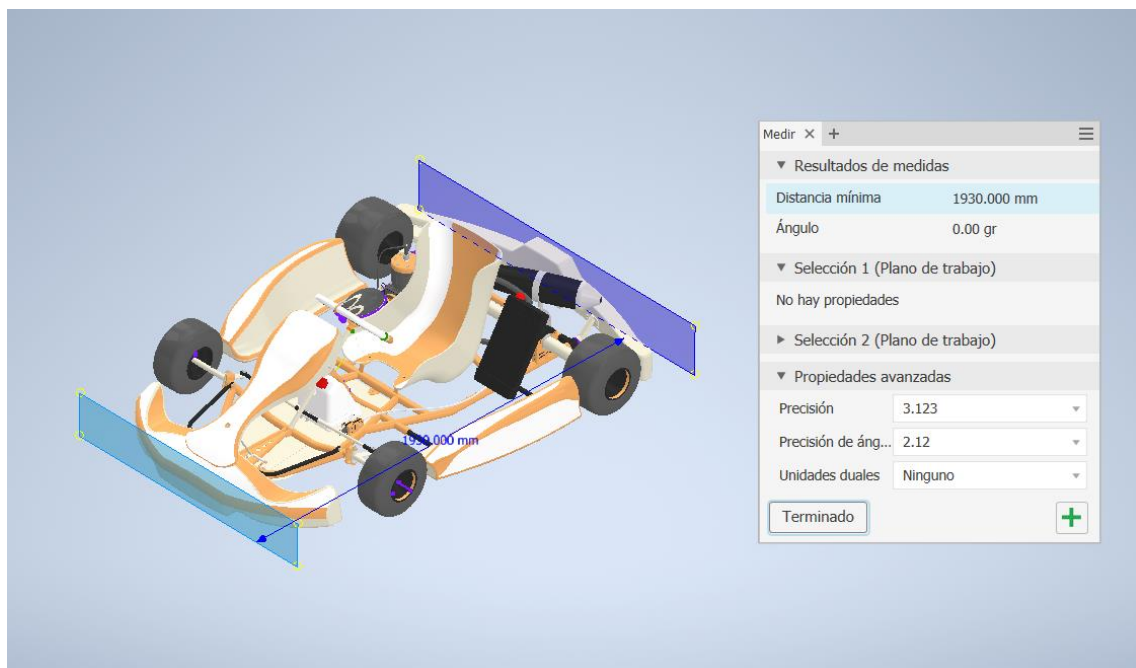 Medir
Resultados de medidas
Distancia mínima 1930.000 mm
Ángulo 0.00 gr
Selección 1 (Plano de trabajo)
No hay propiedades
Selección 2 (Plano de trabajo)
Propiedades avanzadas
Precisión 3.123
Precisión de áng... 2.12
Unidades duales Ninguno
Terminado
1930.000 mm